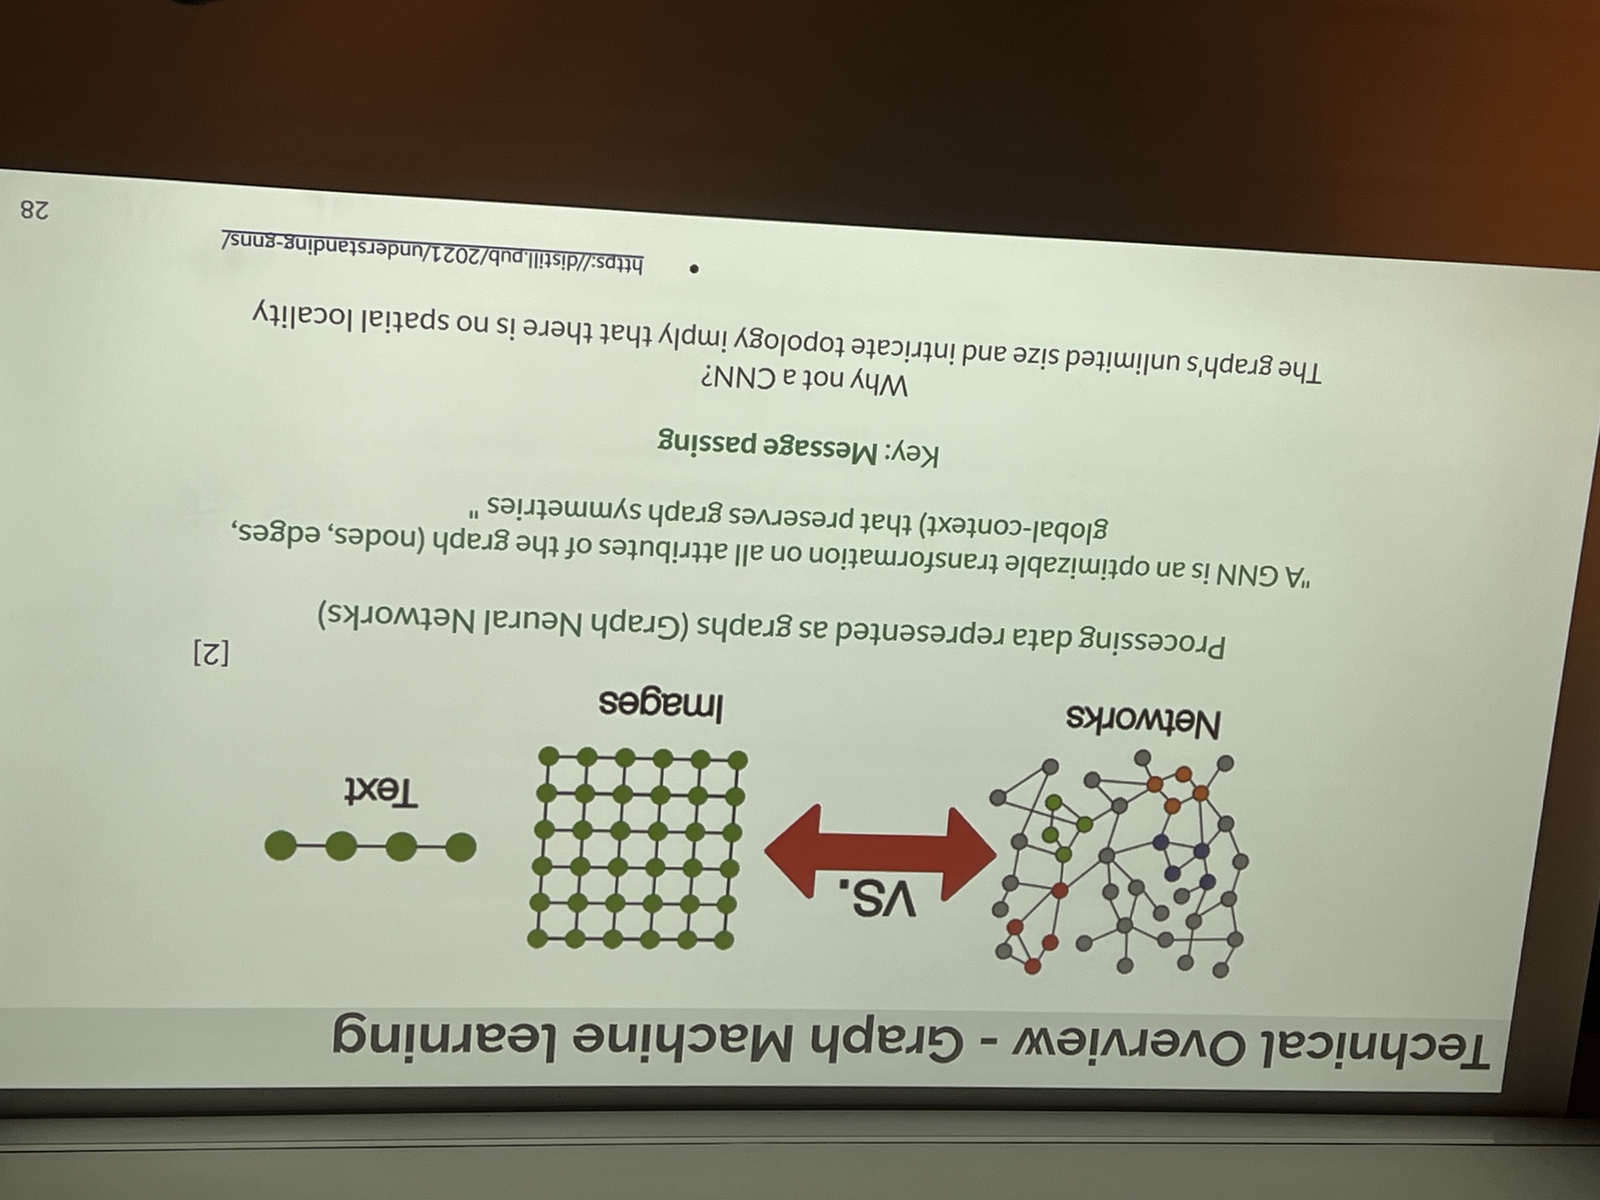 Technical Overview - Graph Machine learning
VS.
Networks
Images
Text
[2]
Processing data represented as graphs (Graph Neural Networks)
"A GNN is an optimizable transformation on all attributes of the graph (nodes, edges,
global-context) that preserves graph symmetries "
Key: Message passing
Why not a CNN?
The graph's unlimited size and intricate topology imply that there is no spatial locality
• https://distill.pub/2021/understanding-gnns/
28